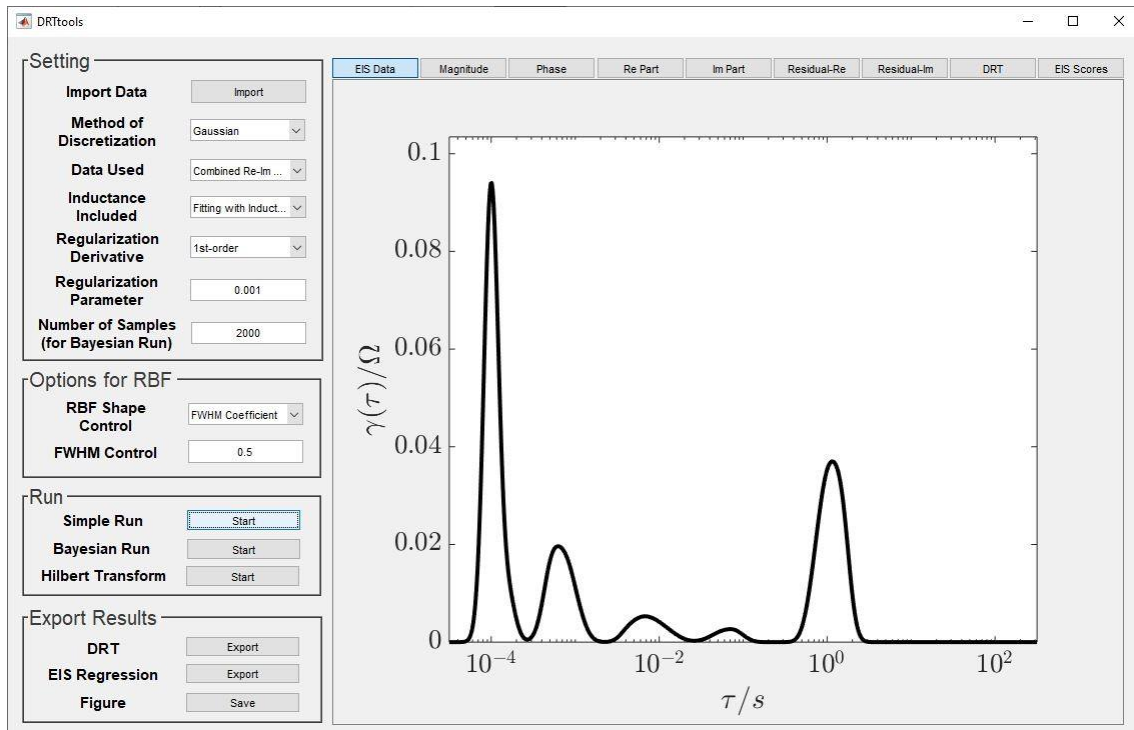 DRTtools
Setting
Import Data
Import
Method of
Discretization
Gaussian
Data Used
Combined Re-Im ...
Inductance
Included
Fitting with Induct...
Regularization
Derivative
1st-order
Regularization
Parameter
0.001
Number of Samples
(for Bayesian Run)
2000
Options for RBF
RBF Shape
Control
FWHM Coefficient
FWHM Control
0.5
Run
Simple Run
Start
Bayesian Run
Start
Hilbert Transform
Start
Export Results
DRT
Export
EIS Regression
Export
Figure
Save
EIS Data
Magnitude
Phase
Re Part
Im Part
Residual-Re
Residual-Im
DRT
EIS Scores
0.1
0.08
0.06
0.04
0.02
0
γ(τ)/Ω
10⁻⁴
10⁻²
10⁰
10²
τ/s